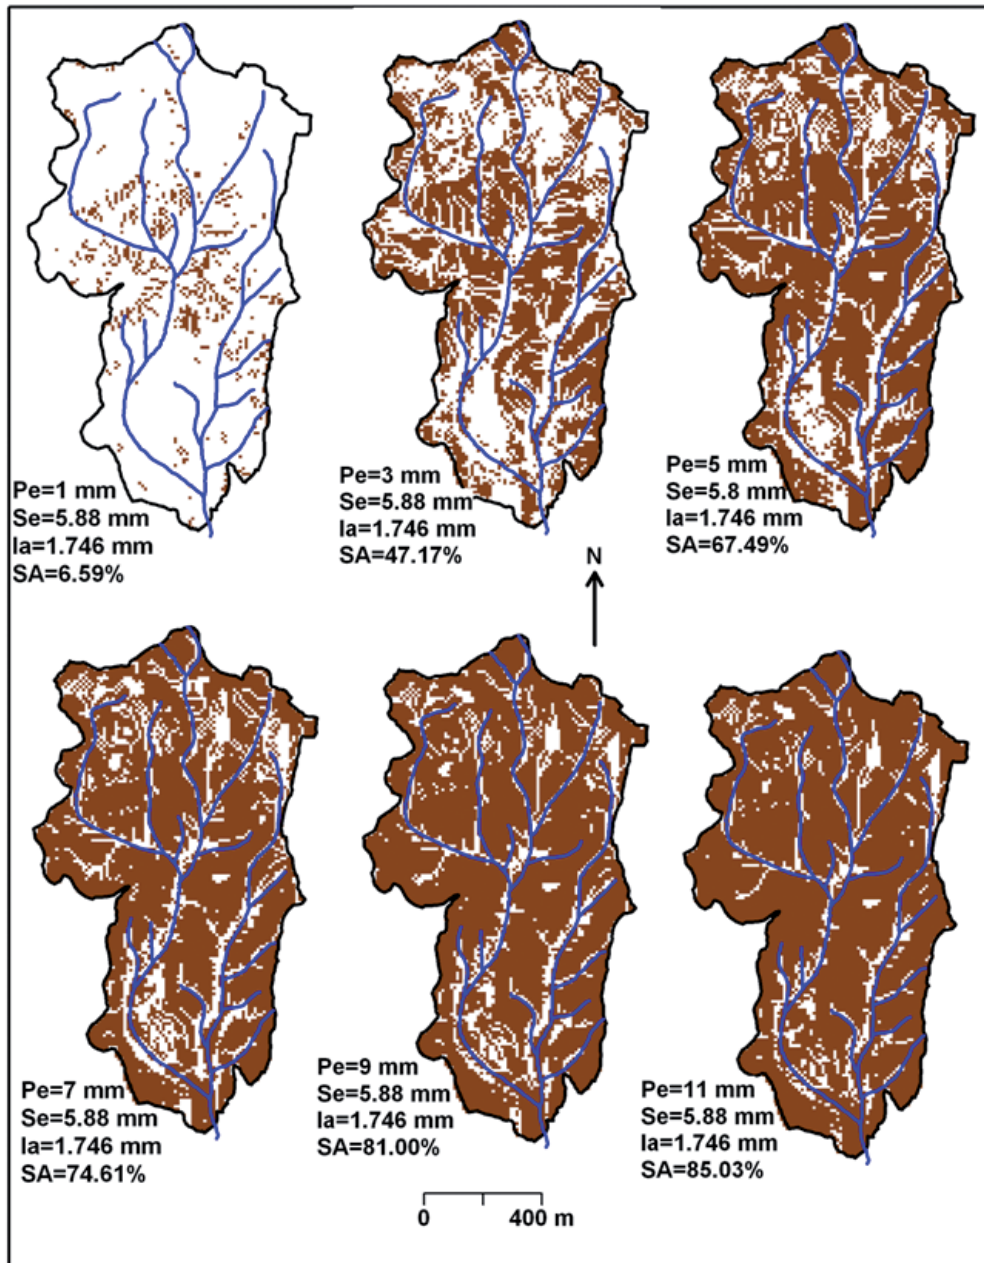 Pe=1 mm
Se=5.88 mm
Ia=1.746 mm
SA=6.59%
Pe=3 mm
Se=5.88 mm
Ia=1.746 mm
SA=47.17%
Pe=5 mm
Se=5.8 mm
Ia=1.746 mm
SA=67.49%
N
Pe=7 mm
Se=5.88 mm
Ia=1.746 mm
SA=74.61%
Pe=9 mm
Se=5.88 mm
Ia=1.746 mm
SA=81.00%
Pe=11 mm
Se=5.88 mm
Ia=1.746 mm
SA=85.03%
0 400 m